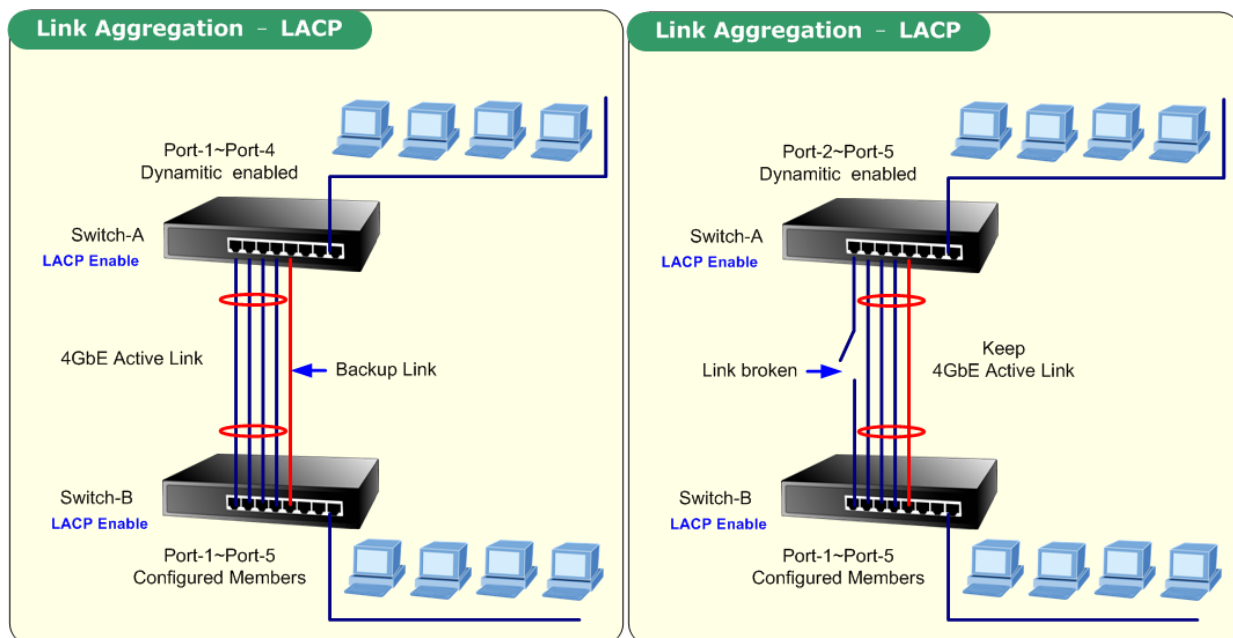 Link Aggregation – LACP
Port-1~Port-4
Dynamitic enabled
Switch-A
LACP Enable
4GbE Active Link
Backup Link
Switch-B
LACP Enable
Port-1~Port-5
Configured Members
Link Aggregation – LACP
Port-2~Port-5
Dynamitic enabled
Switch-A
LACP Enable
Link broken
Keep
4GbE Active Link
Switch-B
LACP Enable
Port-1~Port-5
Configured Members